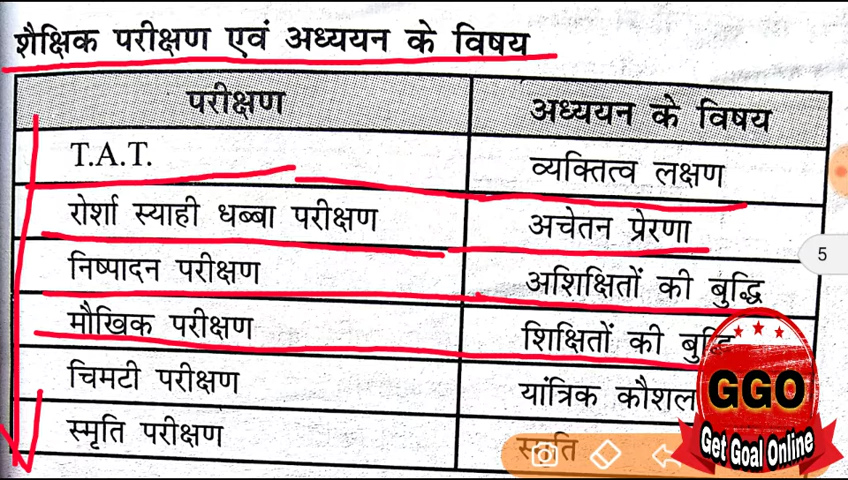 शैक्षिक परीक्षण एवं अध्ययन के विषय
परीक्षण अध्ययन के विषय
T.A.T. व्यक्तित्व लक्षण
रोर्शा स्याही धब्बा परीक्षण अचेतन प्रेरणा
निष्पादन परीक्षण अशिक्षितों की बुद्धि
मौखिक परीक्षण शिक्षितों की
चिमटी परीक्षण यांत्रिक कौशल
स्मृति परीक्षण
5
GGO
Get Goal Online